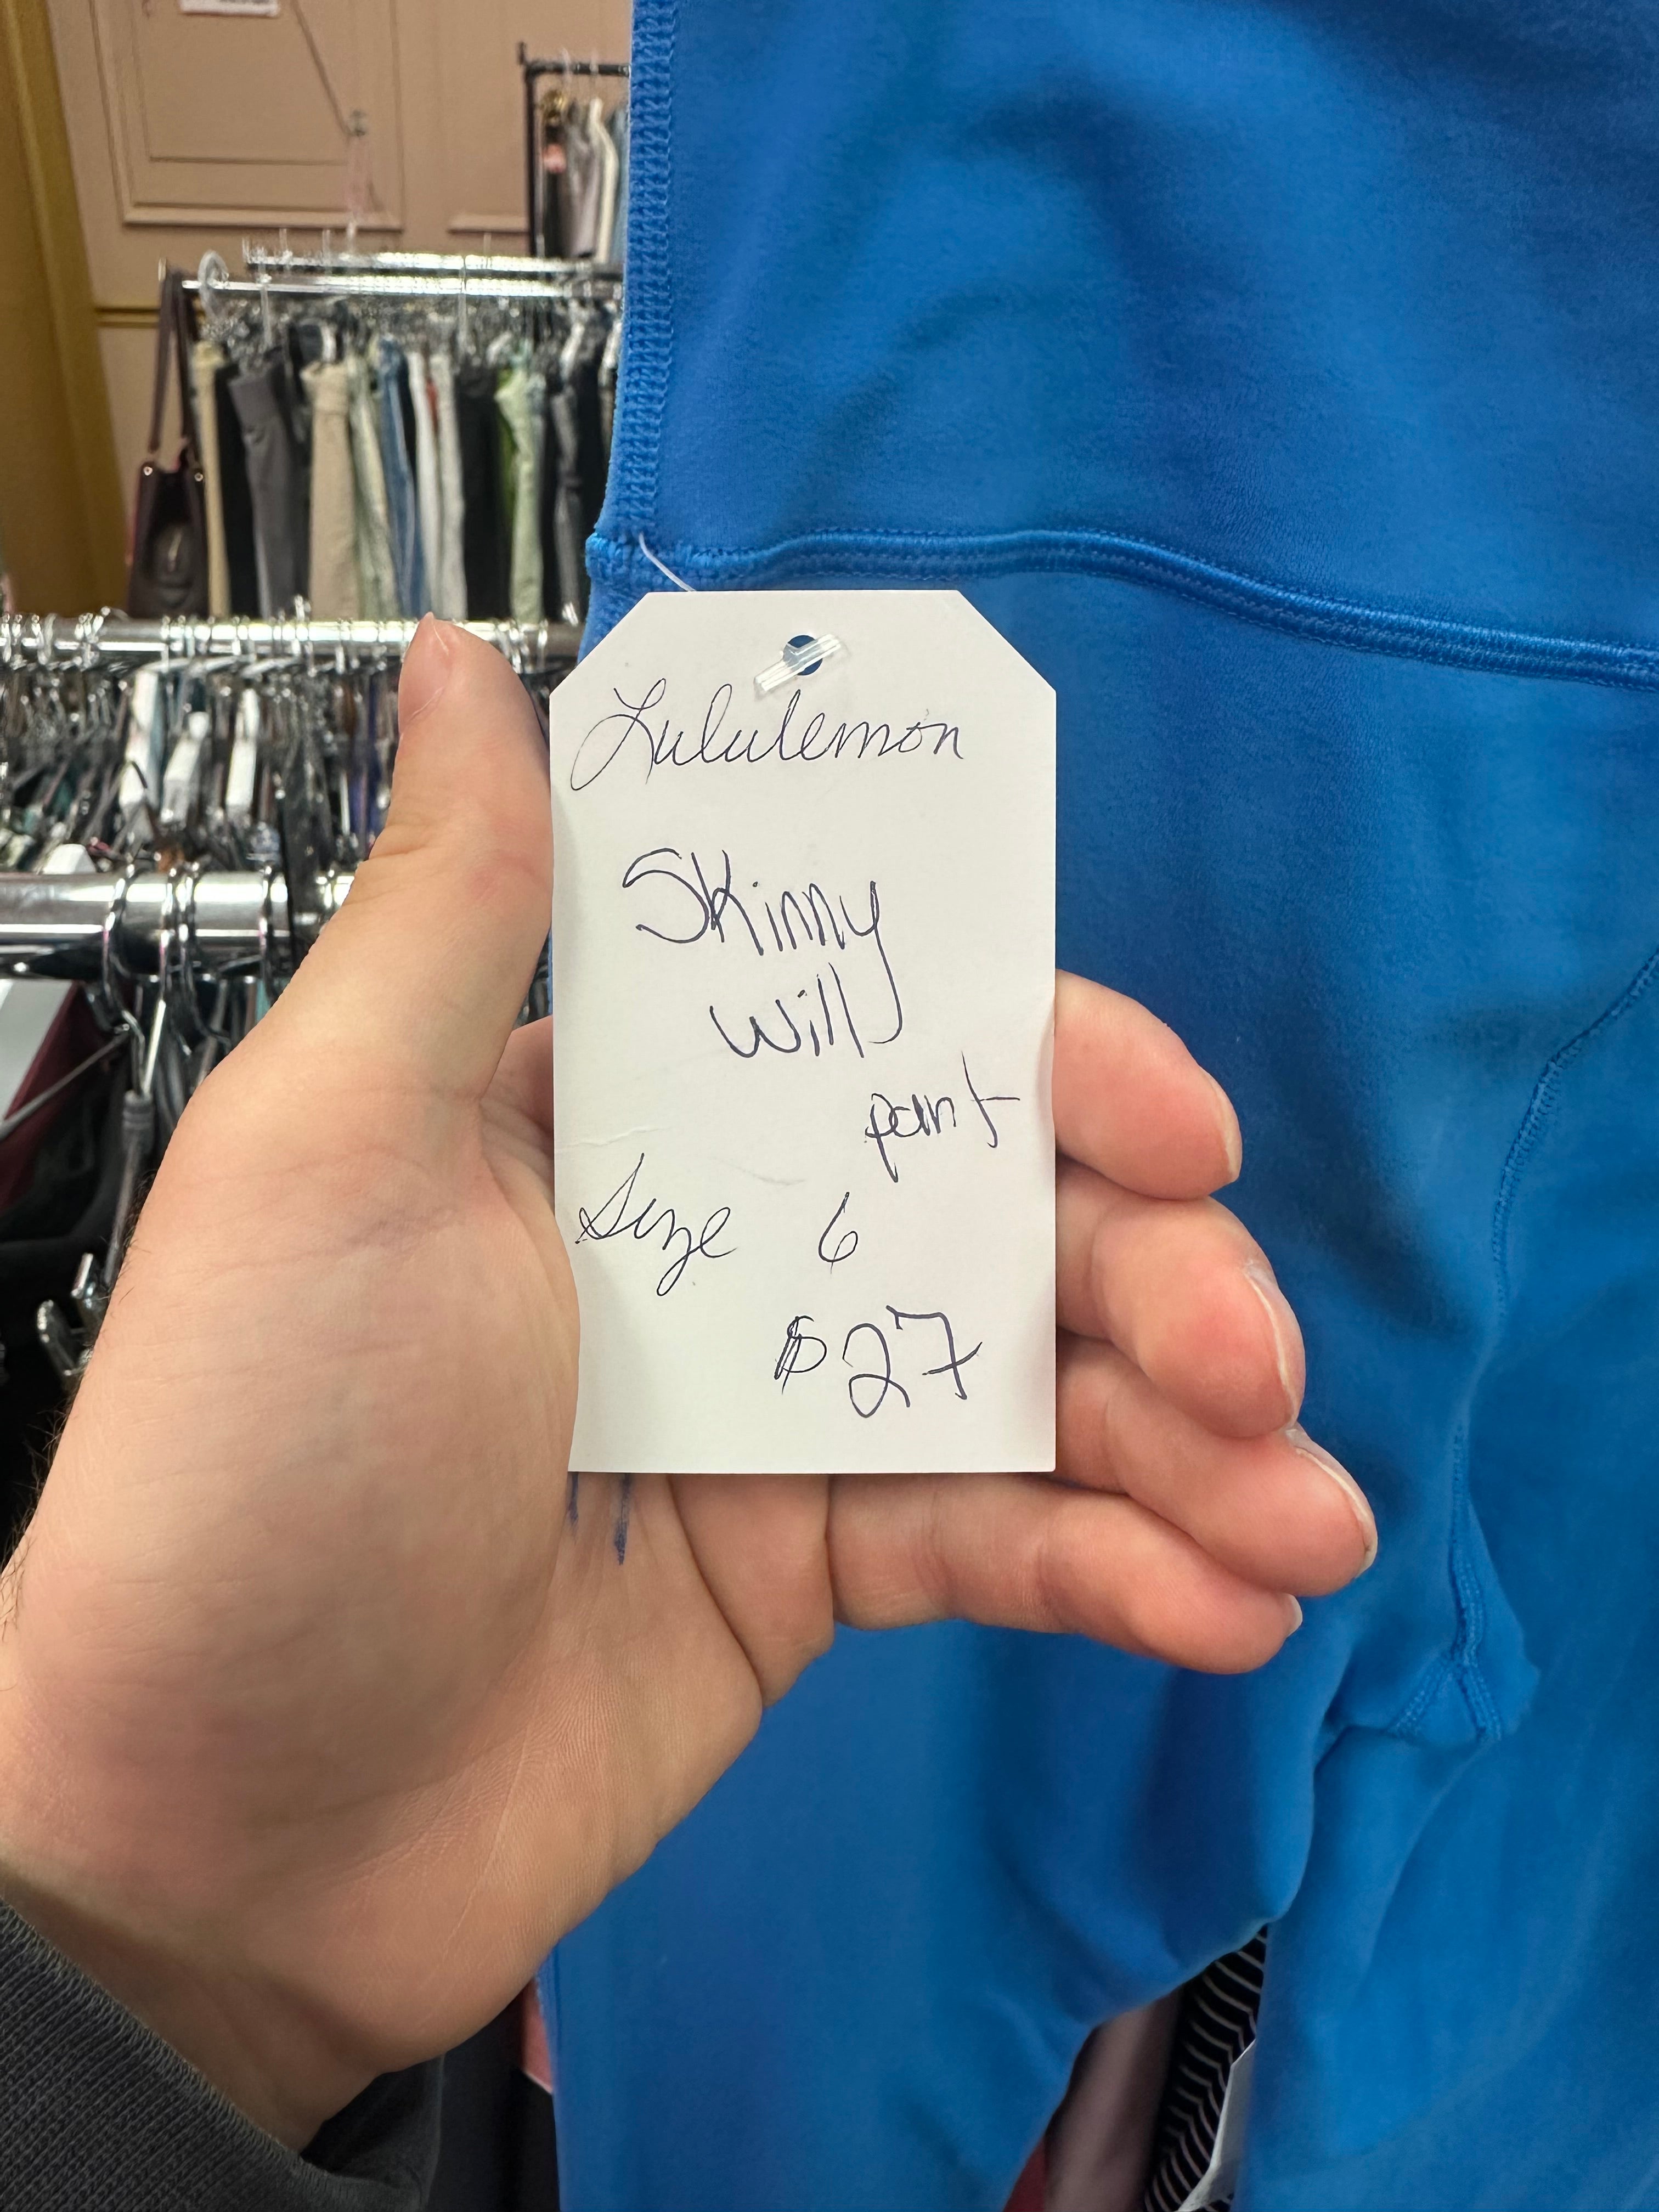 Lululemon
Skinny
Will
pant
Size 6
$27